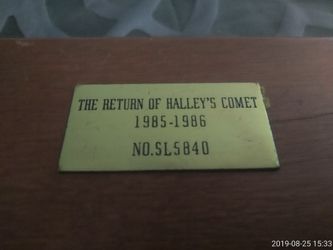 THE RETURN OF HALLEY'S COMET
1985-1986
NO.SL5840
2019-08-25 15:33